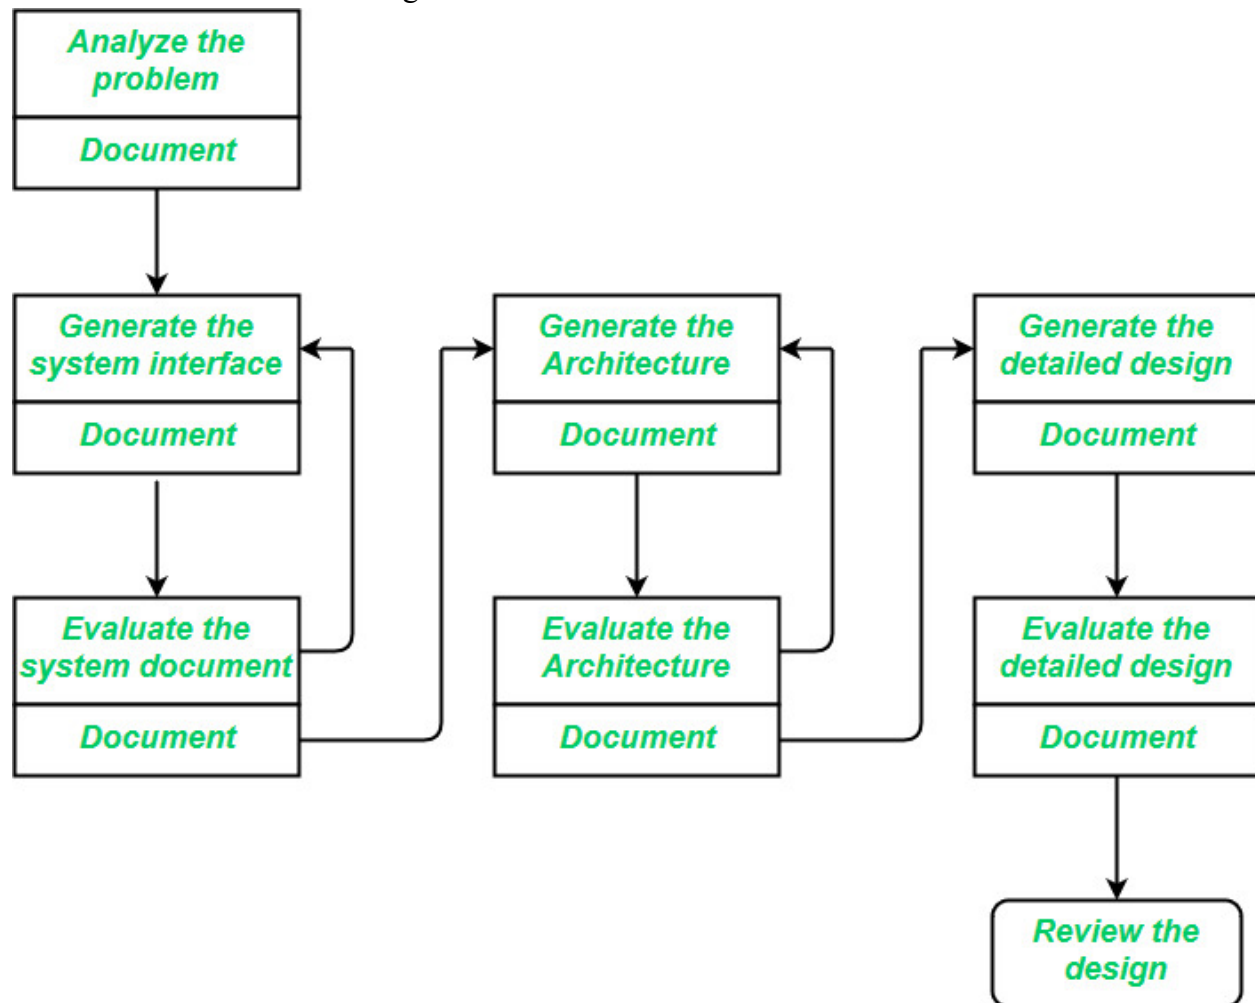 Analyze the
problem
Document
Generate the
system interface
Document
Evaluate the
system document
Document
Generate the
Architecture
Document
Evaluate the
Architecture
Document
Generate the
detailed design
Document
Evaluate the
detailed design
Document
Review the
design